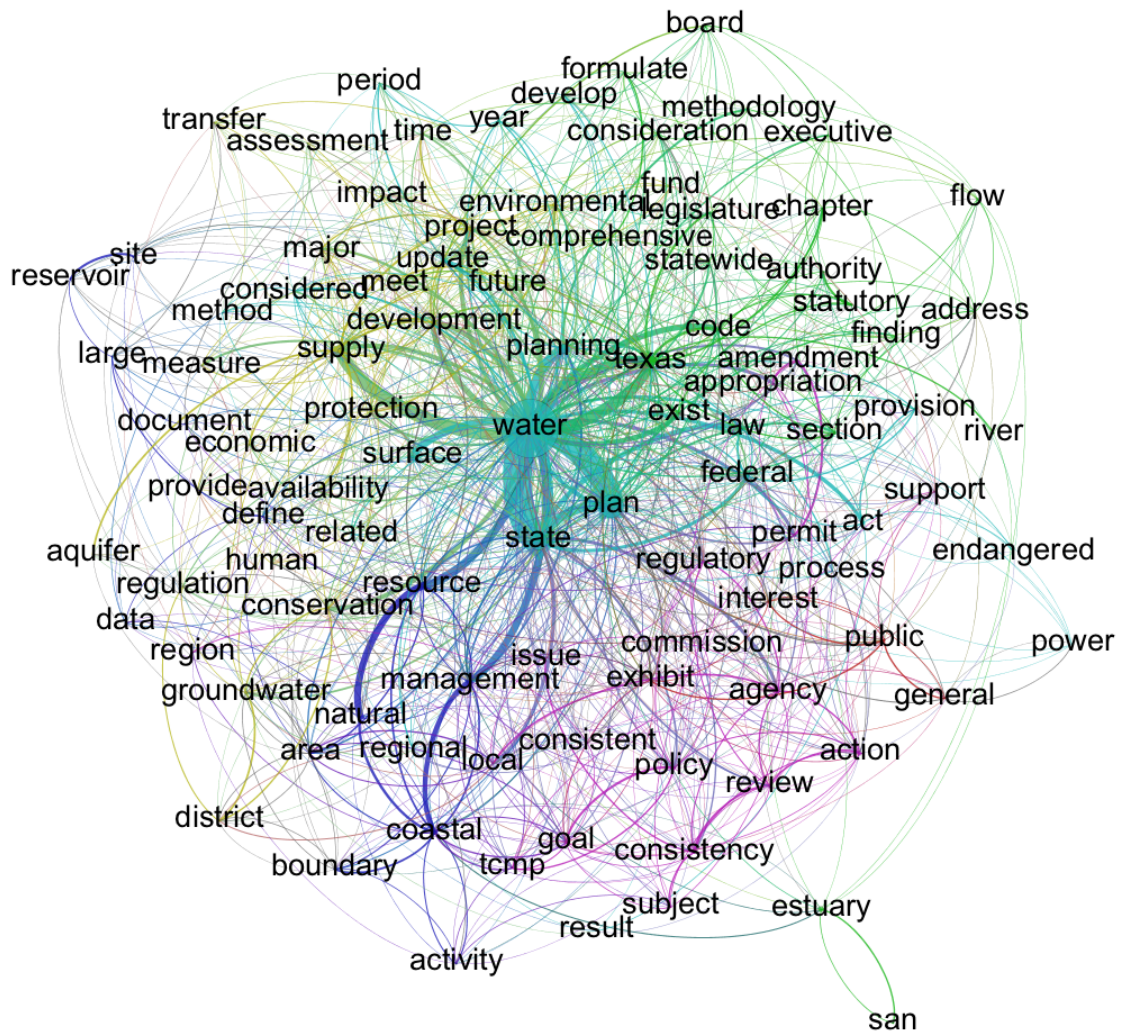 board
period
formulate
develop
transfer
year
methodology
assessment
time
consideration
executive
impact
fund
environmental
legislature
chapter
flow
project
comprehensive
major
site
update
statewide
reservoir
considered
meet
future
authority
method
development
statutory
address
large
measure
supply
planning
code
texas
finding
amendment
appropriation
document
protection
water
exist
law
section
provision
river
economic
surface
federal
support
provide
availability
plan
define
related
state
permit
act
aquifer
human
regulatory
process
endangered
regulation
resource
conservation
interest
data
region
issue
commission
public
power
groundwater
management
exhibit
agency
general
natural
area
regional
local
consistent
policy
action
review
district
coastal
goal
consistency
boundary
tcmp
subject
estuary
result
activity
san